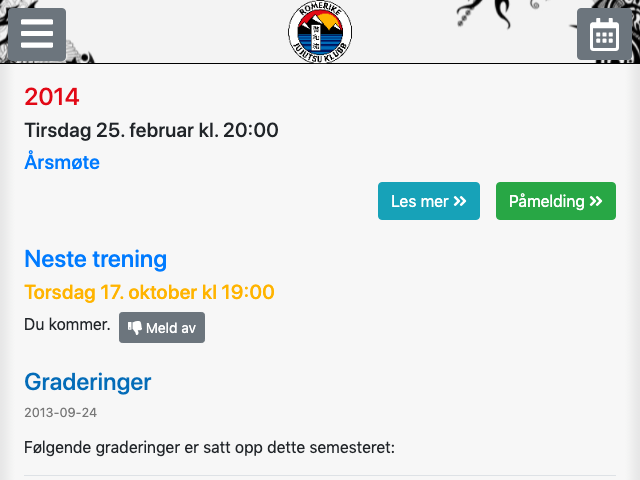 ROMERIKE
JUJUTSU KLUBB
2014
Tirsdag 25. februar kl. 20:00
Årsmøte
Les mer »
Påmelding »
Neste trening
Torsdag 17. oktober kl 19:00
Du kommer. Meld av
Graderinger
2013-09-24
Følgende graderinger er satt opp dette semesteret: